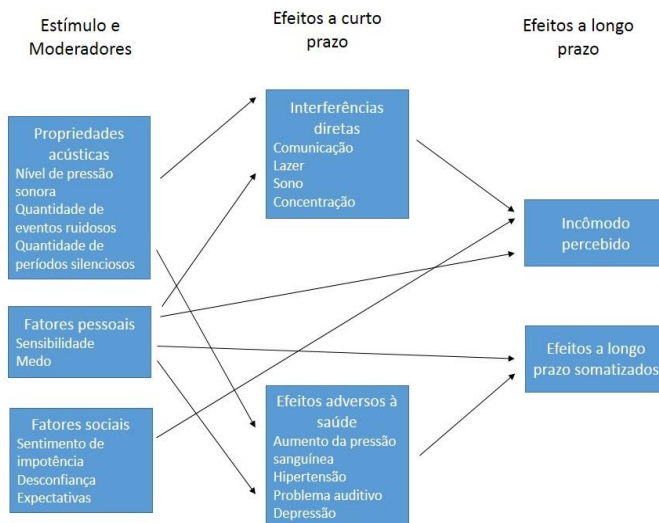 Estímulo e
Moderadores
Efeitos a curto
prazo
Efeitos a longo
prazo
Propriedades
acústicas
Nível de pressão
sonora
Quantidade de
eventos ruidosos
Quantidade de
períodos silenciosos
Fatores pessoais
Sensibilidade
Medo
Fatores sociais
Sentimento de
impotência
Desconfiança
Expectativas
Interferências
diretas
Comunicação
Lazer
Sono
Concentração
Efeitos adversos à
saúde
Aumento da pressão
sanguínea
Hipertensão
Problema auditivo
Depressão
Incômodo
percebido
Efeitos a longo
prazo somatizados